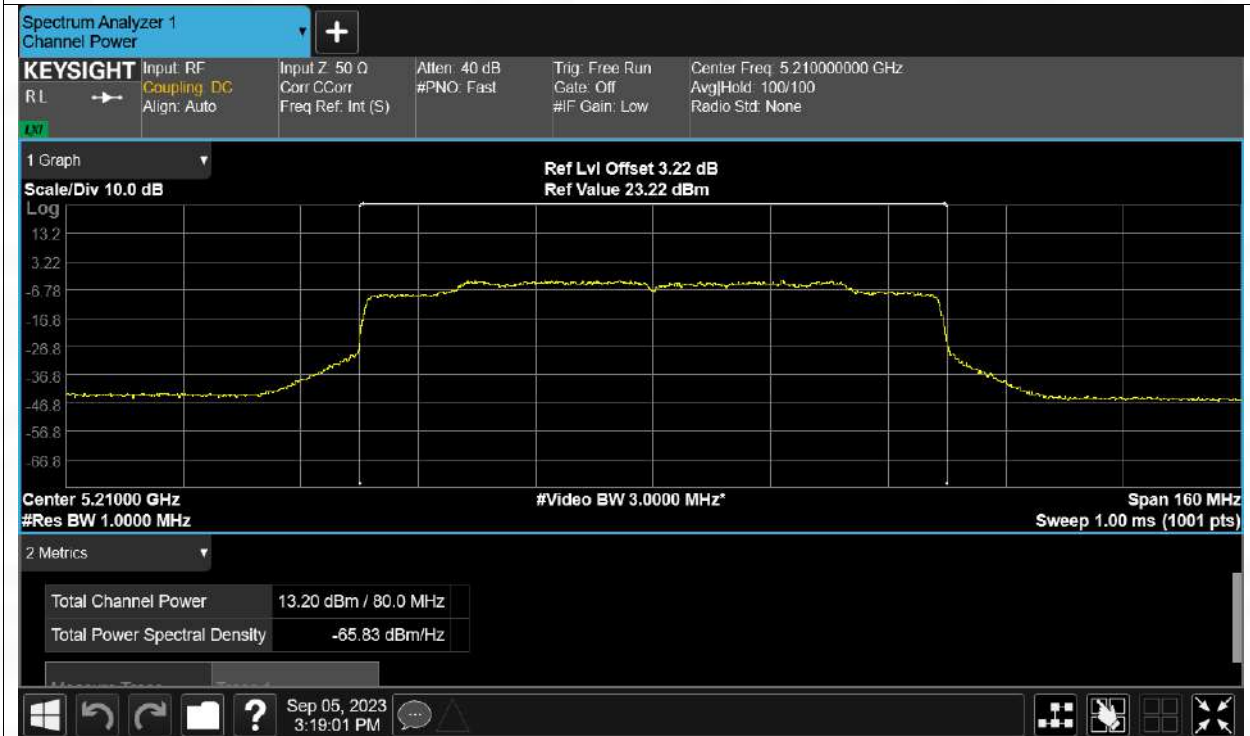 Spectrum Analyzer 1
Channel Power
+
KEYSIGHT
R L
LXI
Input: RF
Coupling: DC
Align: Auto
Input Z: 50 Ω
Corr CCorr
Freq Ref: Int (S)
Atten: 40 dB
#PNO: Fast
Trig: Free Run
Gate: Off
#IF Gain: Low
Center Freq: 5.210000000 GHz
Avg|Hold: 100/100
Radio Std: None
1 Graph
Scale/Div 10.0 dB
Ref Lvl Offset 3.22 dB
Ref Value 23.22 dBm
Log
13.2
3.22
-6.78
-16.8
-26.8
-36.8
-46.8
-56.8
-66.8
Center 5.21000 GHz
#Res BW 1.0000 MHz
#Video BW 3.0000 MHz*
Span 160 MHz
Sweep 1.00 ms (1001 pts)
2 Metrics
Total Channel Power 13.20 dBm / 80.0 MHz
Total Power Spectral Density -65.83 dBm/Hz
?
Sep 05, 2023
3:19:01 PM